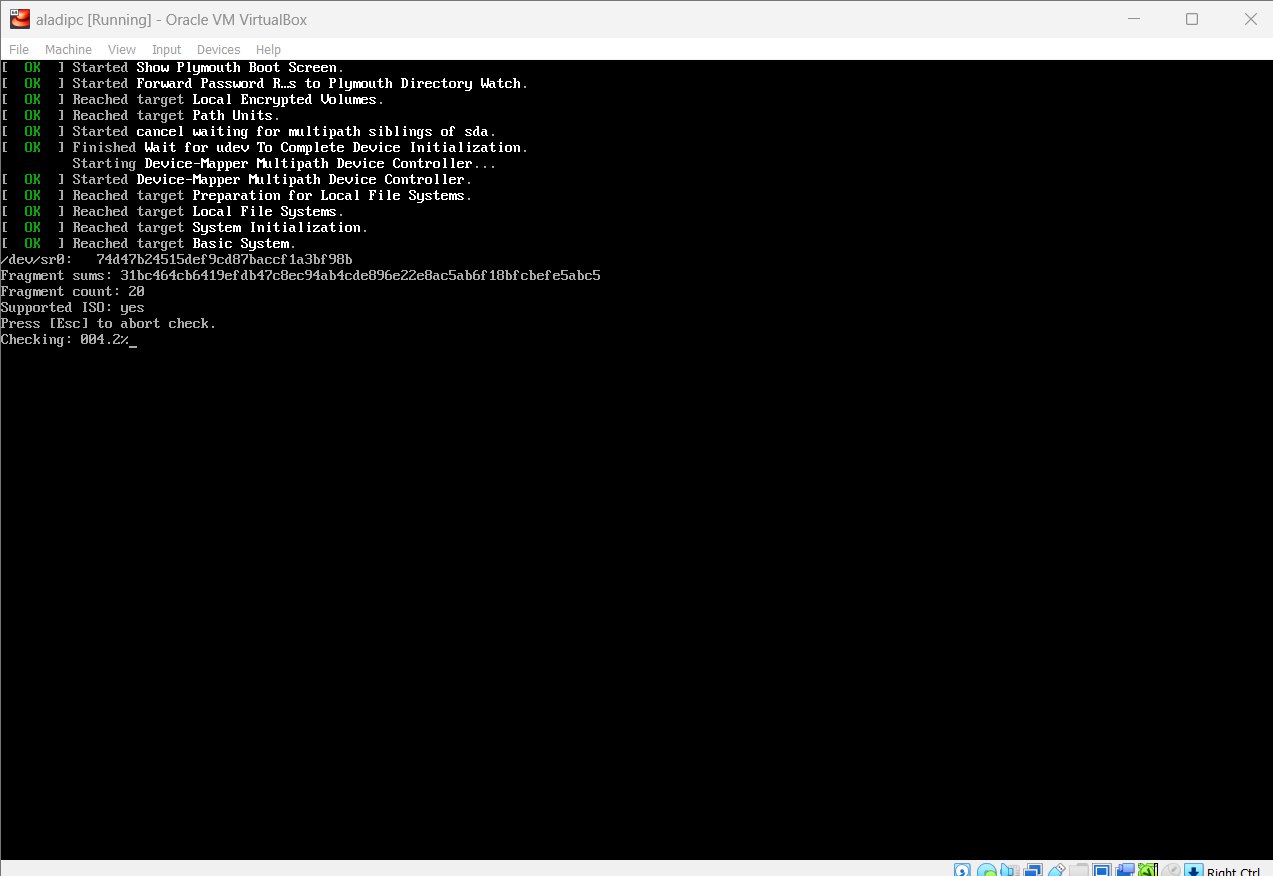 aladipc [Running] - Oracle VM VirtualBox
File Machine View Input Devices Help
[  OK  ] Started Show Plymouth Boot Screen.
[  OK  ] Started Forward Password R…s to Plymouth Directory Watch.
[  OK  ] Reached target Local Encrypted Volumes.
[  OK  ] Reached target Path Units.
[  OK  ] Started cancel waiting for multipath siblings of sda.
[  OK  ] Finished Wait for udev To Complete Device Initialization.
         Starting Device-Mapper Multipath Device Controller...
[  OK  ] Started Device-Mapper Multipath Device Controller.
[  OK  ] Reached target Preparation for Local File Systems.
[  OK  ] Reached target Local File Systems.
[  OK  ] Reached target System Initialization.
[  OK  ] Reached target Basic System.
/dev/sr0:   74d47b24515def9cd87baccf1a3bf98b
Fragment sums: 31bc464cb6419efdb47c8ec94ab4cde896e22e8ac5ab6f18bfcbefe5abc5
Fragment count: 20
Supported ISO: yes
Press [Esc] to abort check.
Checking: 004.2%_
Right Ctrl